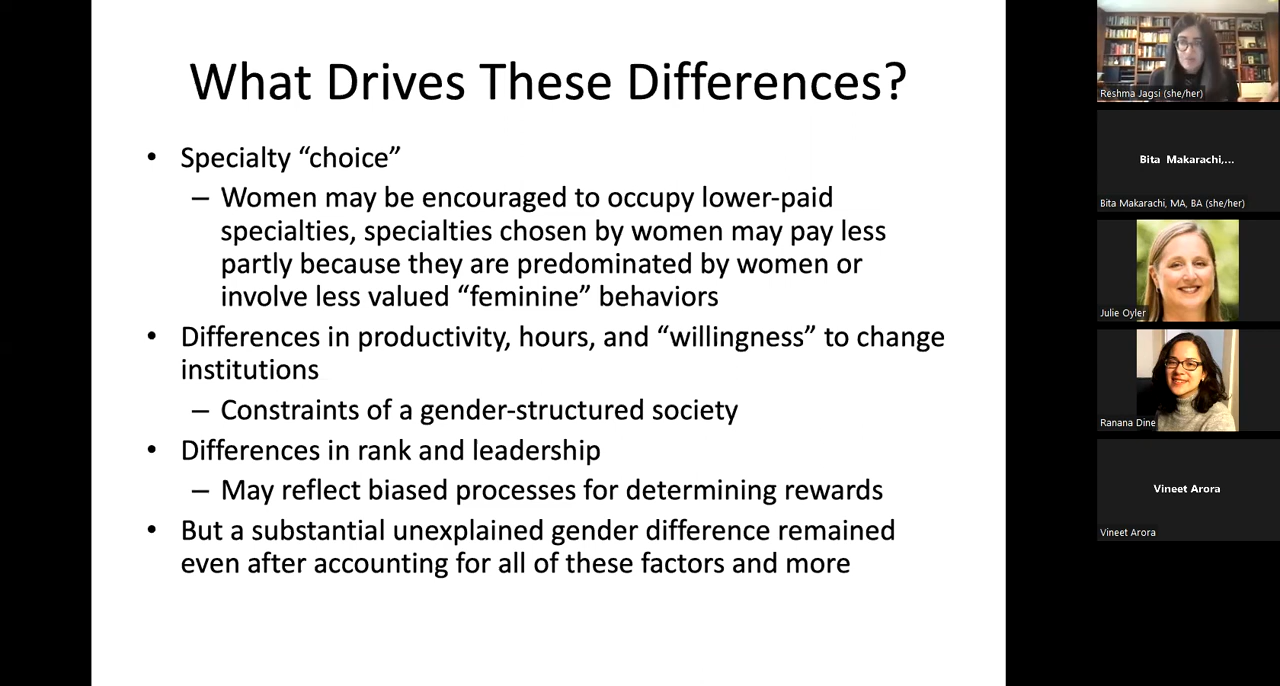 What Drives These Differences?
• Specialty “choice”
– Women may be encouraged to occupy lower-paid
specialties, specialties chosen by women may pay less
partly because they are predominated by women or
involve less valued “feminine” behaviors
• Differences in productivity, hours, and “willingness” to change
institutions
– Constraints of a gender-structured society
• Differences in rank and leadership
– May reflect biased processes for determining rewards
• But a substantial unexplained gender difference remained
even after accounting for all of these factors and more
Reshma Jagsi (she/her)
Bita Makarachi,...
Bita Makarachi, MA, BA (she/her)
Julie Oyler
Ranana Dine
Vineet Arora
Vineet Arora